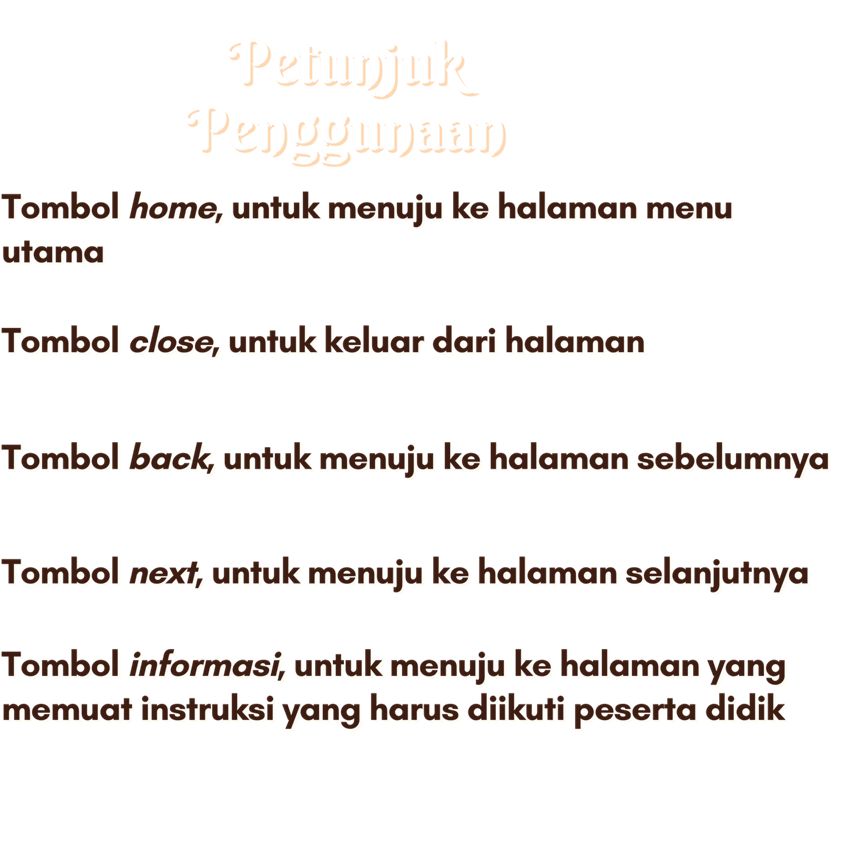 Petunjuk
Penggunaan
Tombol home, untuk menuju ke halaman menu
utama
Tombol close, untuk keluar dari halaman
Tombol back, untuk menuju ke halaman sebelumnya
Tombol next, untuk menuju ke halaman selanjutnya
Tombol informasi, untuk menuju ke halaman yang
memuat instruksi yang harus diikuti peserta didik